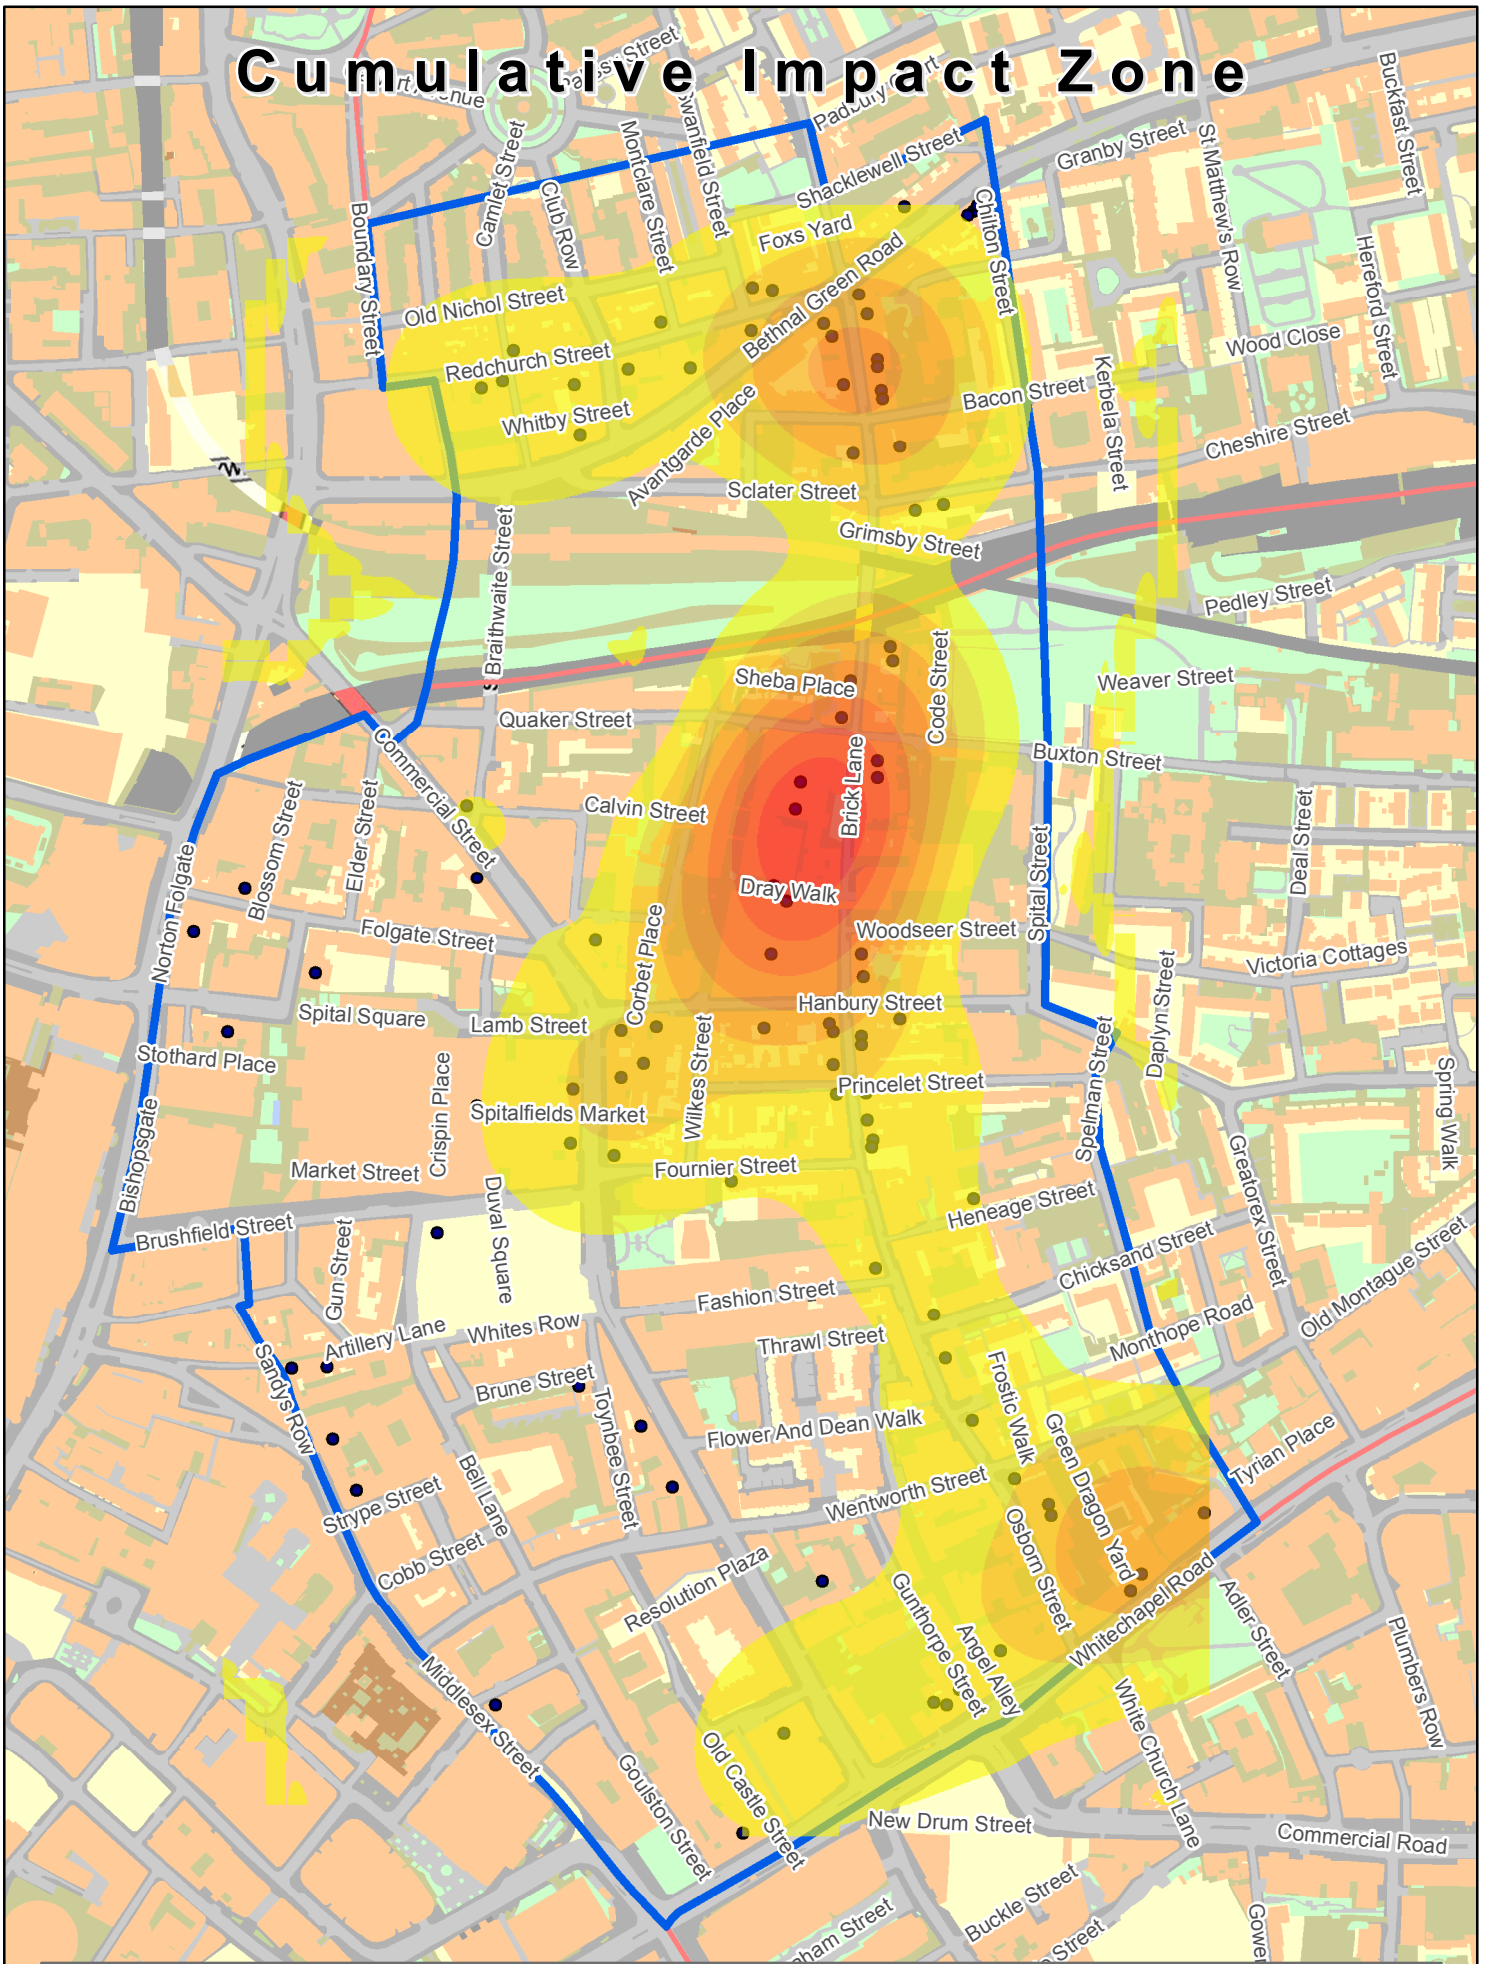 Cumulative Impact Zone
Padbury Court
Buckfast Street
Swanfield Street
Montclare Street
Camlet Street
Club Row
Shacklewell Street
Granby Street
St Matthew's Row
Boundary Street
Foxs Yard
Chilton Street
Hereford Street
Old Nichol Street
Bethnal Green Road
Wood Close
Redchurch Street
Kerbela Street
Bacon Street
Whitby Street
Avantgarde Place
Cheshire Street
Sclater Street
Grimsby Street
Braithwaite Street
Pedley Street
Code Street
Sheba Place
Weaver Street
Quaker Street
Commercial Street
Brick Lane
Buxton Street
Blossom Street
Elder Street
Calvin Street
Deal Street
Spital Street
Norton Folgate
Dray Walk
Corbet Place
Folgate Street
Woodseer Street
Victoria Cottages
Daplyn Street
Spital Square
Lamb Street
Hanbury Street
Wilkes Street
Spelman Street
Stothard Place
Crispin Place
Princelet Street
Spring Walk
Spitalfields Market
Bishopsgate
Market Street
Fournier Street
Greatorex Street
Duval Square
Heneage Street
Brushfield Street
Gun Street
Chicksand Street
Old Montague Street
Fashion Street
Artillery Lane
Whites Row
Thrawl Street
Monthope Road
Sandys Row
Brune Street
Frostic Walk
Toynbee Street
Flower And Dean Walk
Green Dragon Yard
Tyrian Place
Bell Lane
Strype Street
Wentworth Street
Osborn Street
Cobb Street
Resolution Plaza
Gunthorpe Street
Whitechapel Road
Adler Street
Angel Alley
Plumbers Row
Middlesex Street
White Church Lane
Old Castle Street
Goulston Street
New Drum Street
Commercial Road
Buckle Street
Street